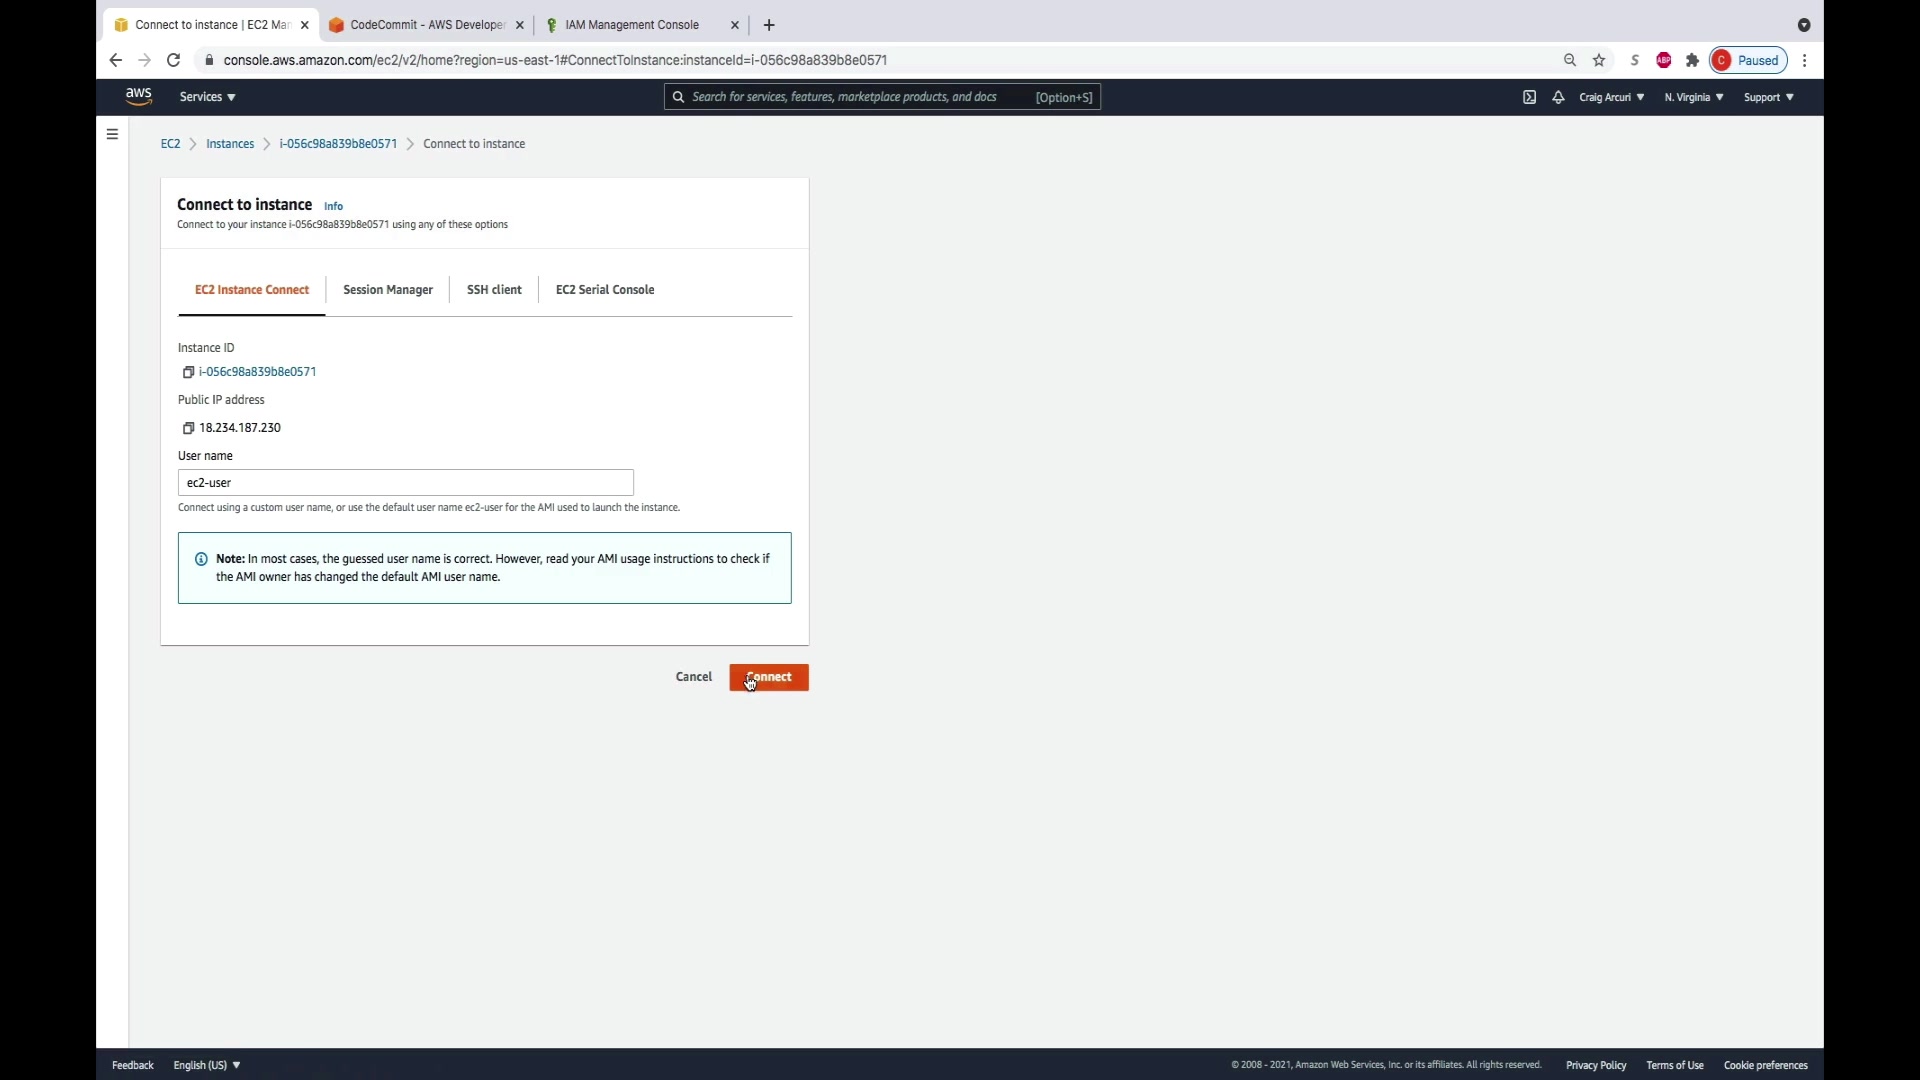 Connect to instance | EC2 Man
CodeCommit - AWS Developer
IAM Management Console
console.aws.amazon.com/ec2/v2/home?region=us-east-1#ConnectToInstance:instanceId=i-056c98a839b8e0571
S
ABP
C
Paused
aws
Services
Search for services, features, marketplace products, and docs
[Option+S]
Craig Arcuri
N. Virginia
Support
EC2
Instances
i-056c98a839b8e0571
Connect to instance
Connect to instance
Info
Connect to your instance i-056c98a839b8e0571 using any of these options
EC2 Instance Connect
Session Manager
SSH client
EC2 Serial Console
Instance ID
i-056c98a839b8e0571
Public IP address
18.234.187.230
User name
ec2-user
Connect using a custom user name, or use the default user name ec2-user for the AMI used to launch the instance.
Note: In most cases, the guessed user name is correct. However, read your AMI usage instructions to check if
the AMI owner has changed the default AMI user name.
Cancel
Connect
Feedback
English (US)
© 2008 - 2021, Amazon Web Services, Inc. or its affiliates. All rights reserved.
Privacy Policy
Terms of Use
Cookie preferences